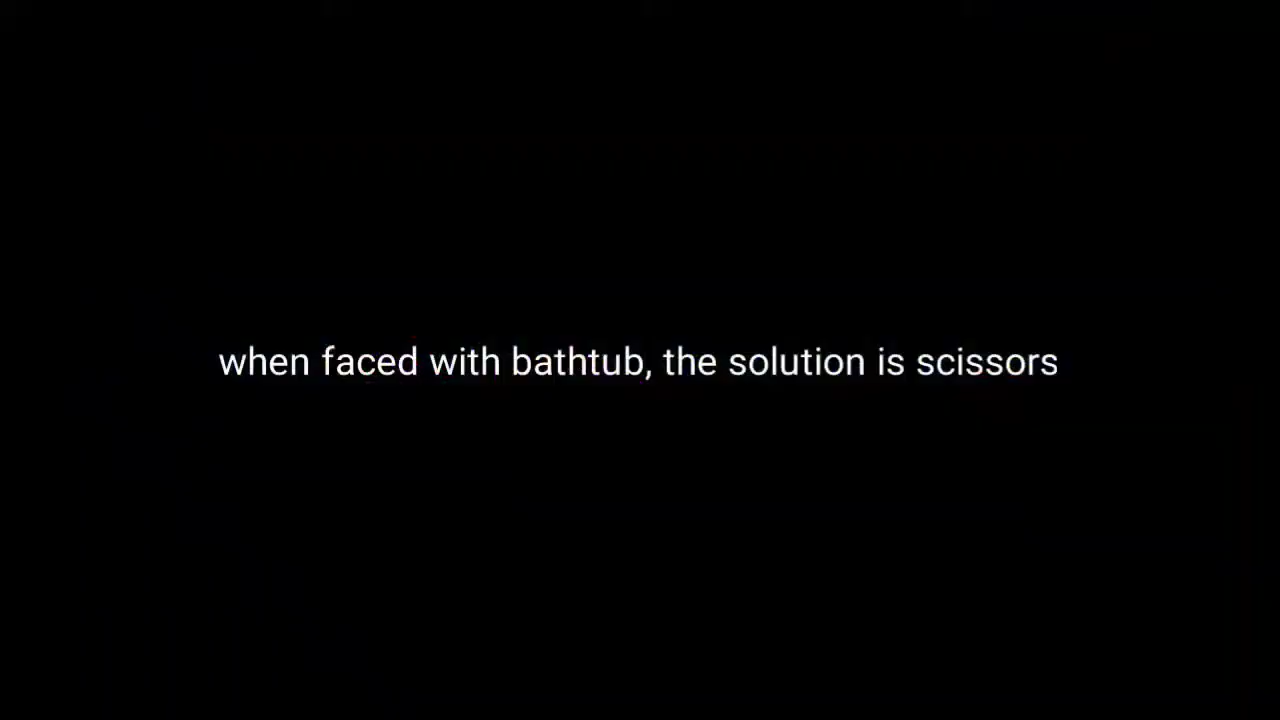 when faced with bathtub, the solution is scissors